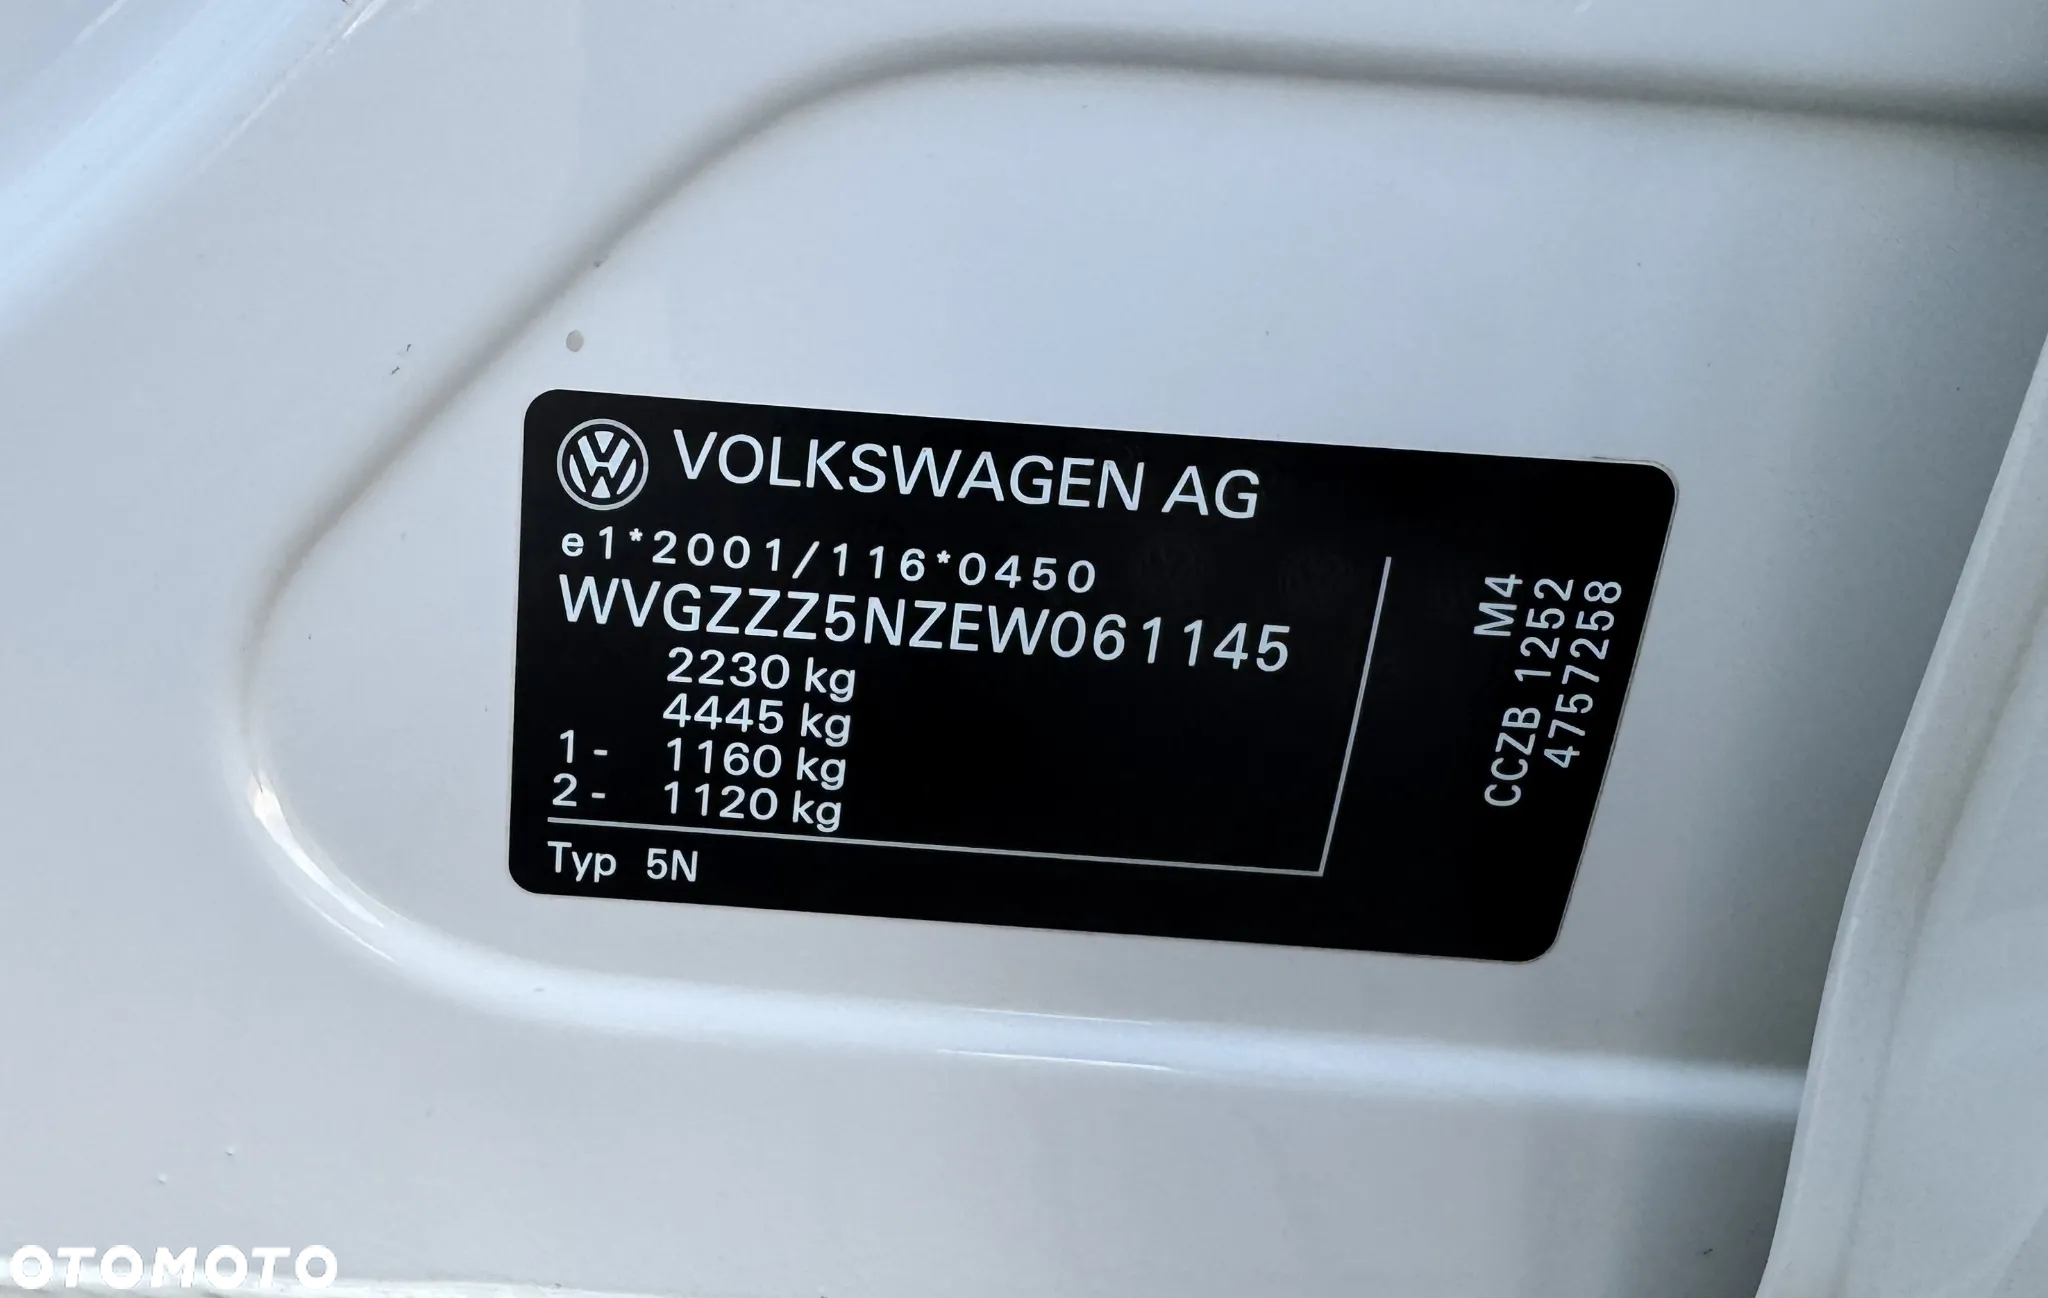 VOLKSWAGEN AG
e1*2001/116*0450
WVGZZZ5NZEW061145
2230 kg
4445 kg
1 - 1160 kg
2 - 1120 kg
Typ 5N
M4
CCZB 1252
4757258
OTOMOTO